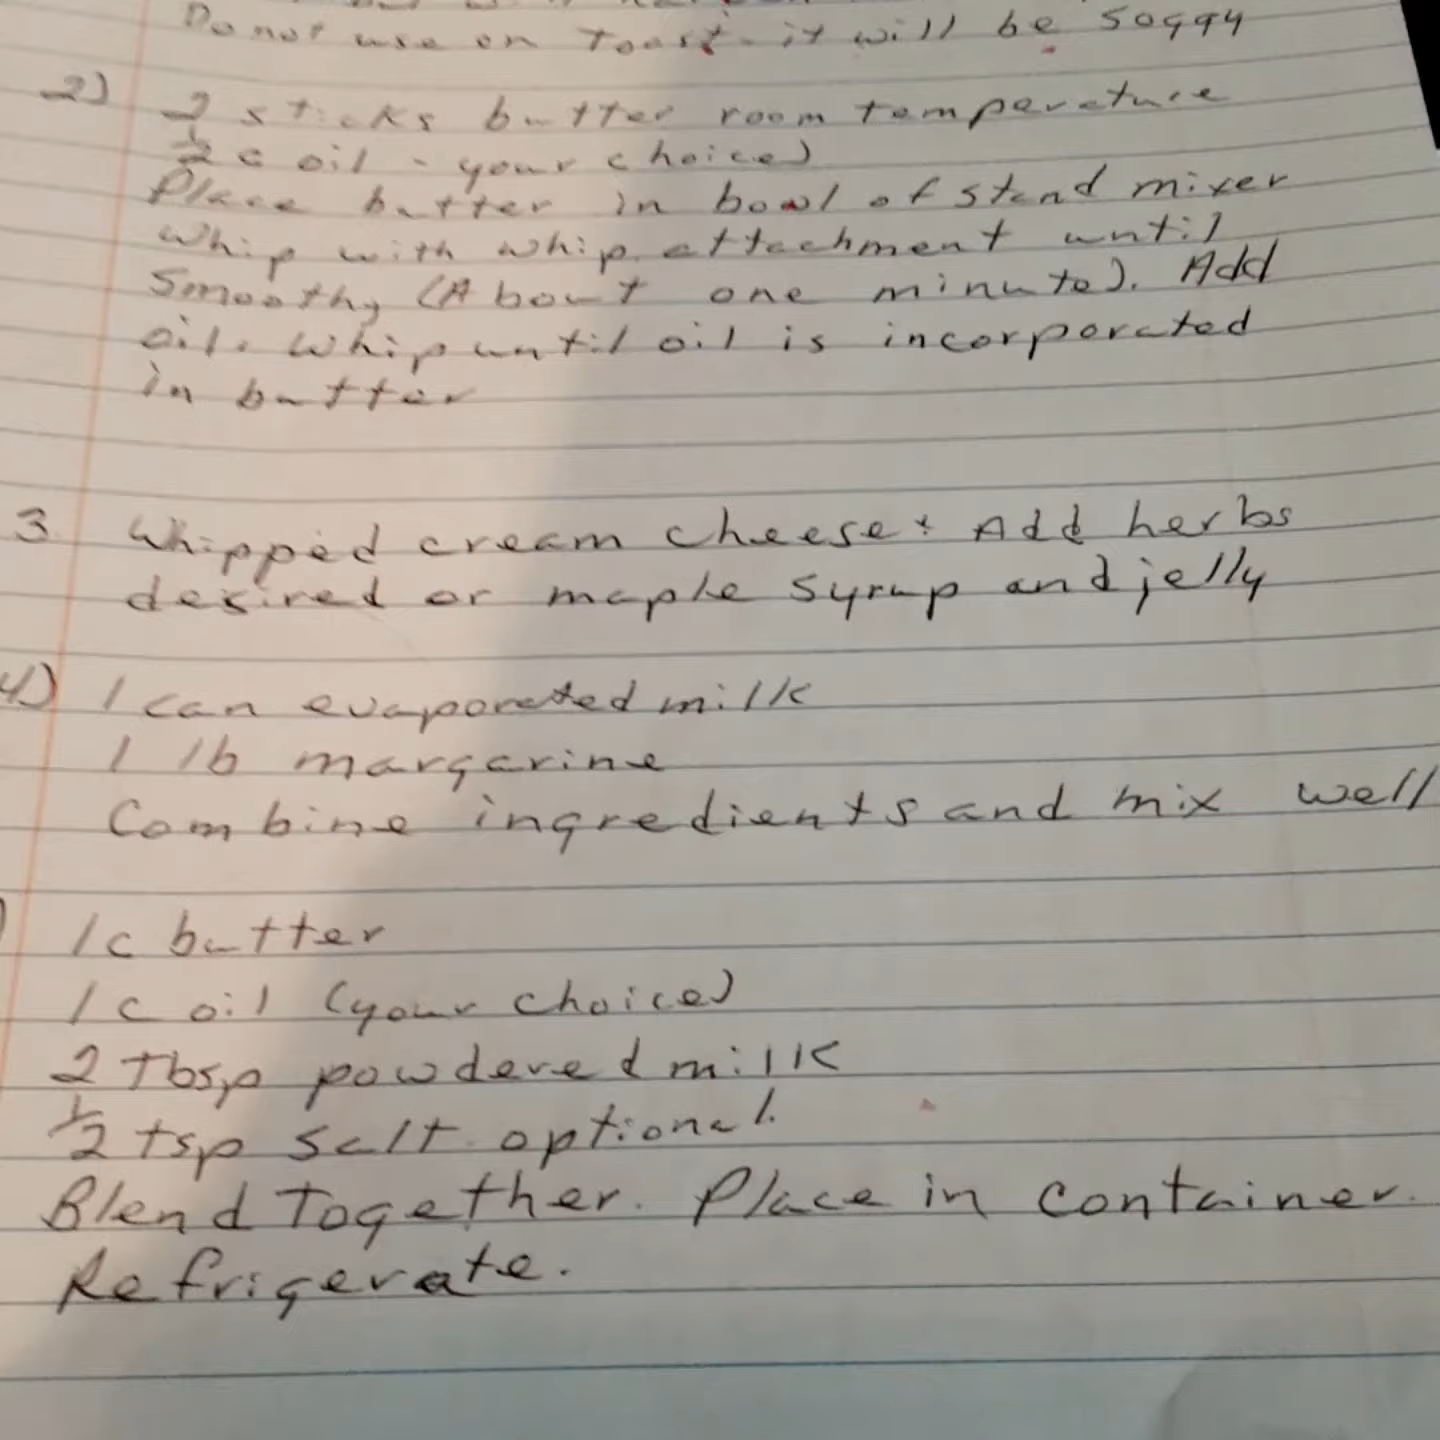 Do not use on Toast - it will be soggy
2) 2 sticks butter room temperature
1/2 c oil - your choice)
Place butter in bowl of stand mixer
Whip with whip attachment until
Smoothy (About one minute). Add
oil. Whip until oil is incorporated
in butter
3. Whipped cream cheese + Add herbs
desired or maple syrup and jelly
4) 1 can evaporated milk
1 lb margarine
Combine ingredients and mix well
) 1c butter
1c oil (your choice)
2 Tbsp powdered milk
1/2 tsp salt optional.
Blend Together. Place in container.
Refrigerate.